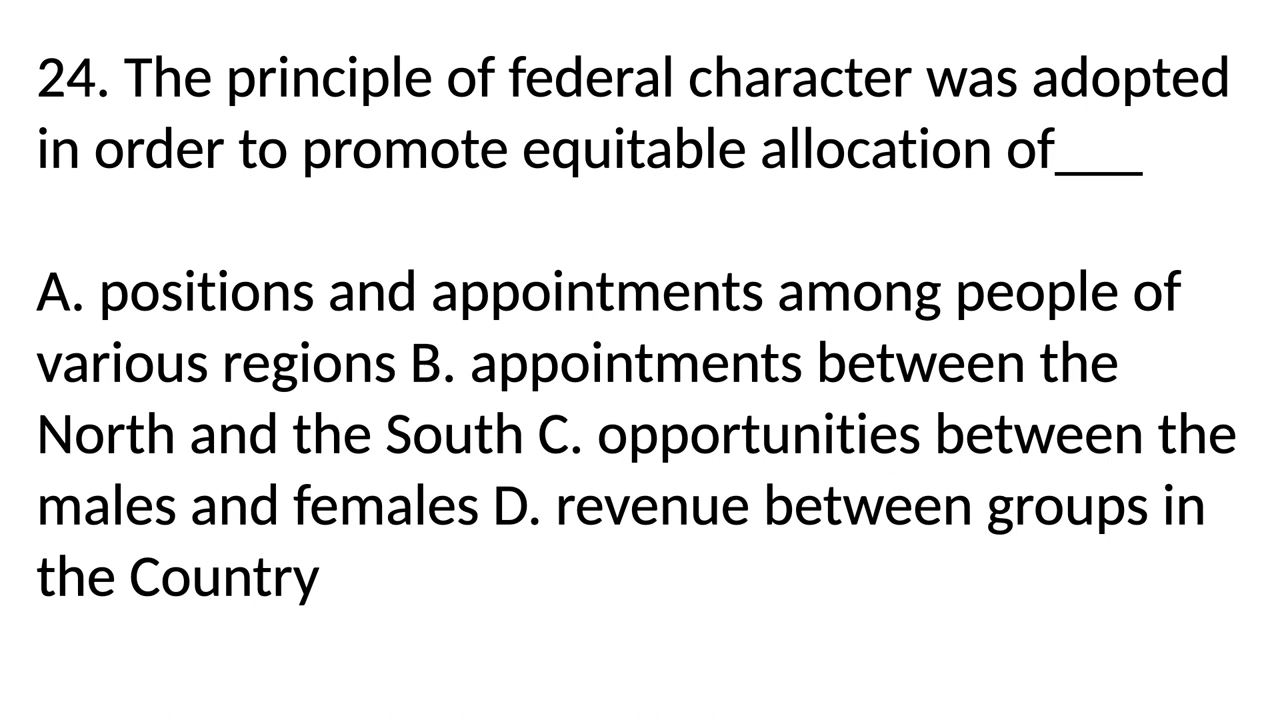 24. The principle of federal character was adopted
in order to promote equitable allocation of___
A. positions and appointments among people of
various regions B. appointments between the
North and the South C. opportunities between the
males and females D. revenue between groups in
the Country